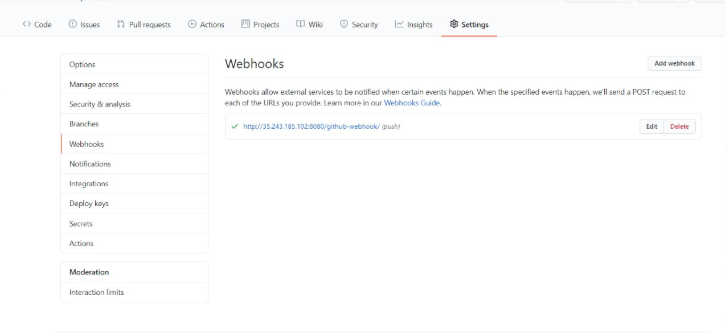 Code Issues Pull requests Actions Projects Wiki Security Insights Settings
Options
Manage access
Security & analysis
Branches
Webhooks
Notifications
Integrations
Deploy keys
Secrets
Actions
Moderation
Interaction limits
Webhooks
Add webhook
Webhooks allow external services to be notified when certain events happen. When the specified events happen, we'll send a POST request to
each of the URLs you provide. Learn more in our Webhooks Guide.
http://35.243.185.102:8080/github-webhook/ (push)
Edit Delete